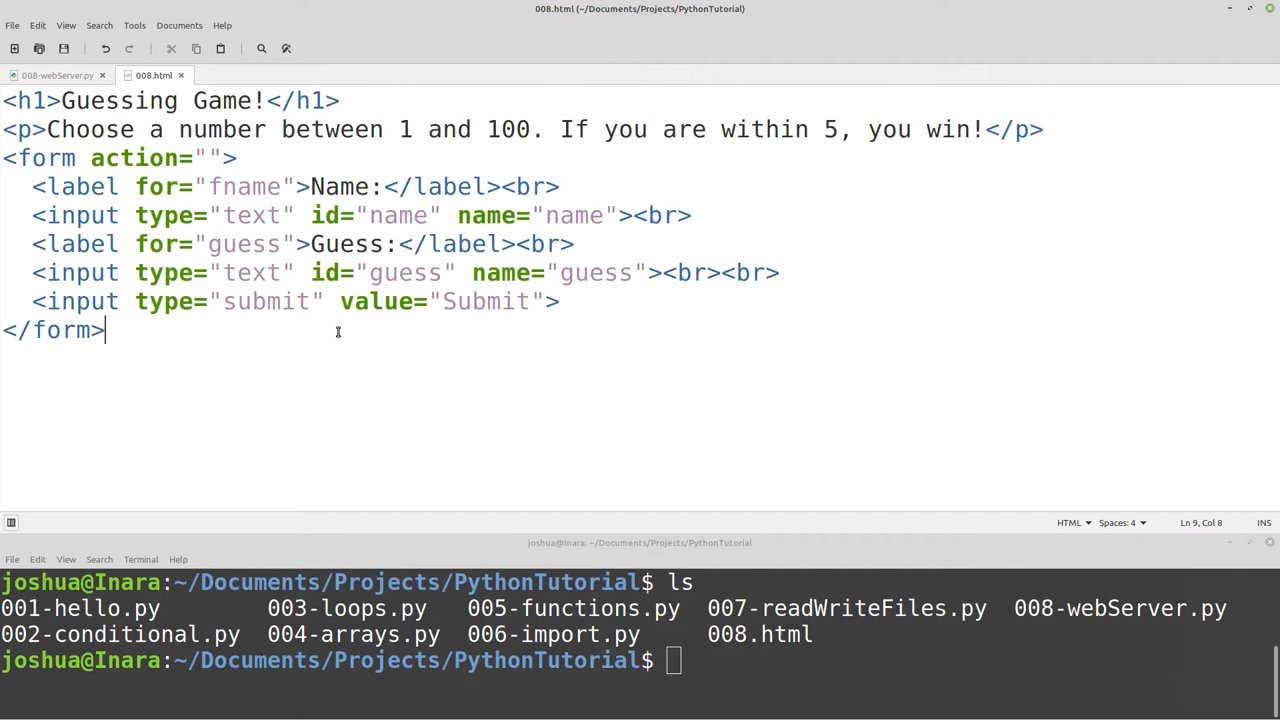 008.html (~/Documents/Projects/PythonTutorial)
File Edit View Search Tools Documents Help
008-webServer.py 008.html
<h1>Guessing Game!</h1>
<p>Choose a number between 1 and 100. If you are within 5, you win!</p>
<form action="">
  <label for="fname">Name:</label><br>
  <input type="text" id="name" name="name"><br>
  <label for="guess">Guess:</label><br>
  <input type="text" id="guess" name="guess"><br><br>
  <input type="submit" value="Submit">
</form>
HTML Spaces: 4 Ln 9, Col 8 INS
joshua@Inara: ~/Documents/Projects/PythonTutorial
File Edit View Search Terminal Help
joshua@Inara:~/Documents/Projects/PythonTutorial$ ls
001-hello.py 003-loops.py 005-functions.py 007-readWriteFiles.py 008-webServer.py
002-conditional.py 004-arrays.py 006-import.py 008.html
joshua@Inara:~/Documents/Projects/PythonTutorial$